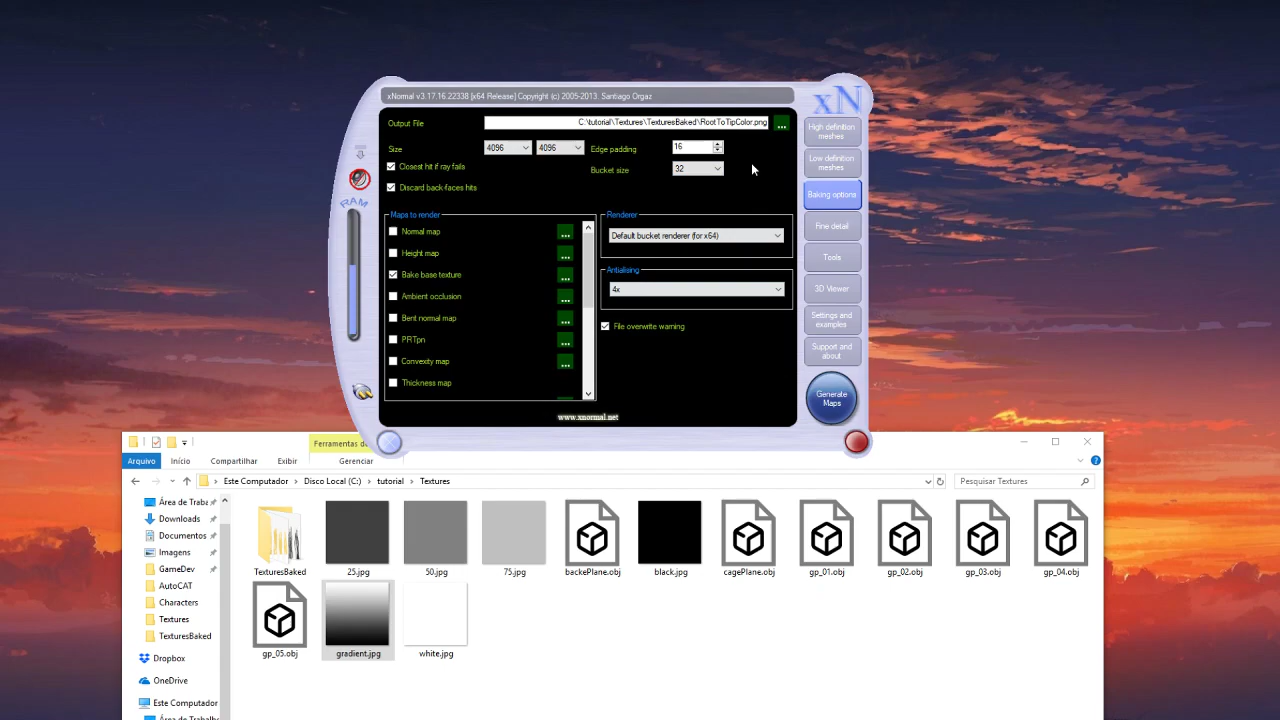 xNormal v3.17.16.22338 [x64 Release] Copyright (c) 2005-2013. Santiago Orgaz
xN
Output File
C:\tutorial\Textures\TexturesBaked\RootToTipColor.png
...
Size
4096
4096
Edge padding
16
Closest hit if ray fails
Bucket size
32
Discard back-faces hits
RAM
Maps to render
Normal map
...
Height map
...
Bake base texture
...
Ambient occlusion
...
Bent normal map
...
PRTpn
...
Convexity map
...
Thickness map
Renderer
Default bucket renderer (for x64)
Antialising
4x
File overwrite warning
www.xnormal.net
High definition
meshes
Low definition
meshes
Baking options
Fine detail
Tools
3D Viewer
Settings and
examples
Support and
about
Generate
Maps
Ferramentas de
Arquivo
Início
Compartilhar
Exibir
Gerenciar
Este Computador > Disco Local (C:) > tutorial > Textures
Pesquisar Textures
Área de Traba
Downloads
Documentos
Imagens
GameDev
AutoCAT
Characters
Textures
TexturesBaked
Dropbox
OneDrive
Este Computador
Área de Trabalh
TexturesBaked
25.jpg
50.jpg
75.jpg
backePlane.obj
black.jpg
cagePlane.obj
gp_01.obj
gp_02.obj
gp_03.obj
gp_04.obj
gp_05.obj
gradient.jpg
white.jpg